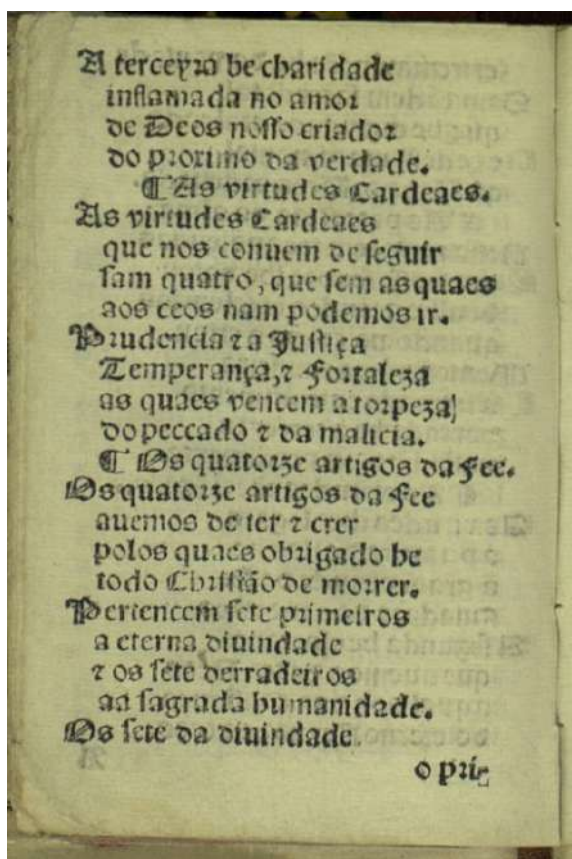 A terceyra he charidade
inflamada no amor
de Deos nosso criador
do proximo da verdade.
¶ As virtudes Cardeaes.
As virtudes Cardeaes
que nos conuem de seguir
sam quatro, que sem as quaes
aos ceos nam podemos ir.
Prudencia ⁊ a Justiça
Temperança, ⁊ Fortaleza
as quaes vencem a torpeza
do peccado ⁊ da malicia.
¶ Os quatorze artigos da Fee.
Os quatorze artigos da Fee
auemos de ter ⁊ crer
polos quaes obrigado he
todo Christão de morrer.
Pertencem sete primeiros
a eterna diuindade
⁊ os sete derradeiros
aa sagrada humanidade.
Os sete da diuindade.
o pri-